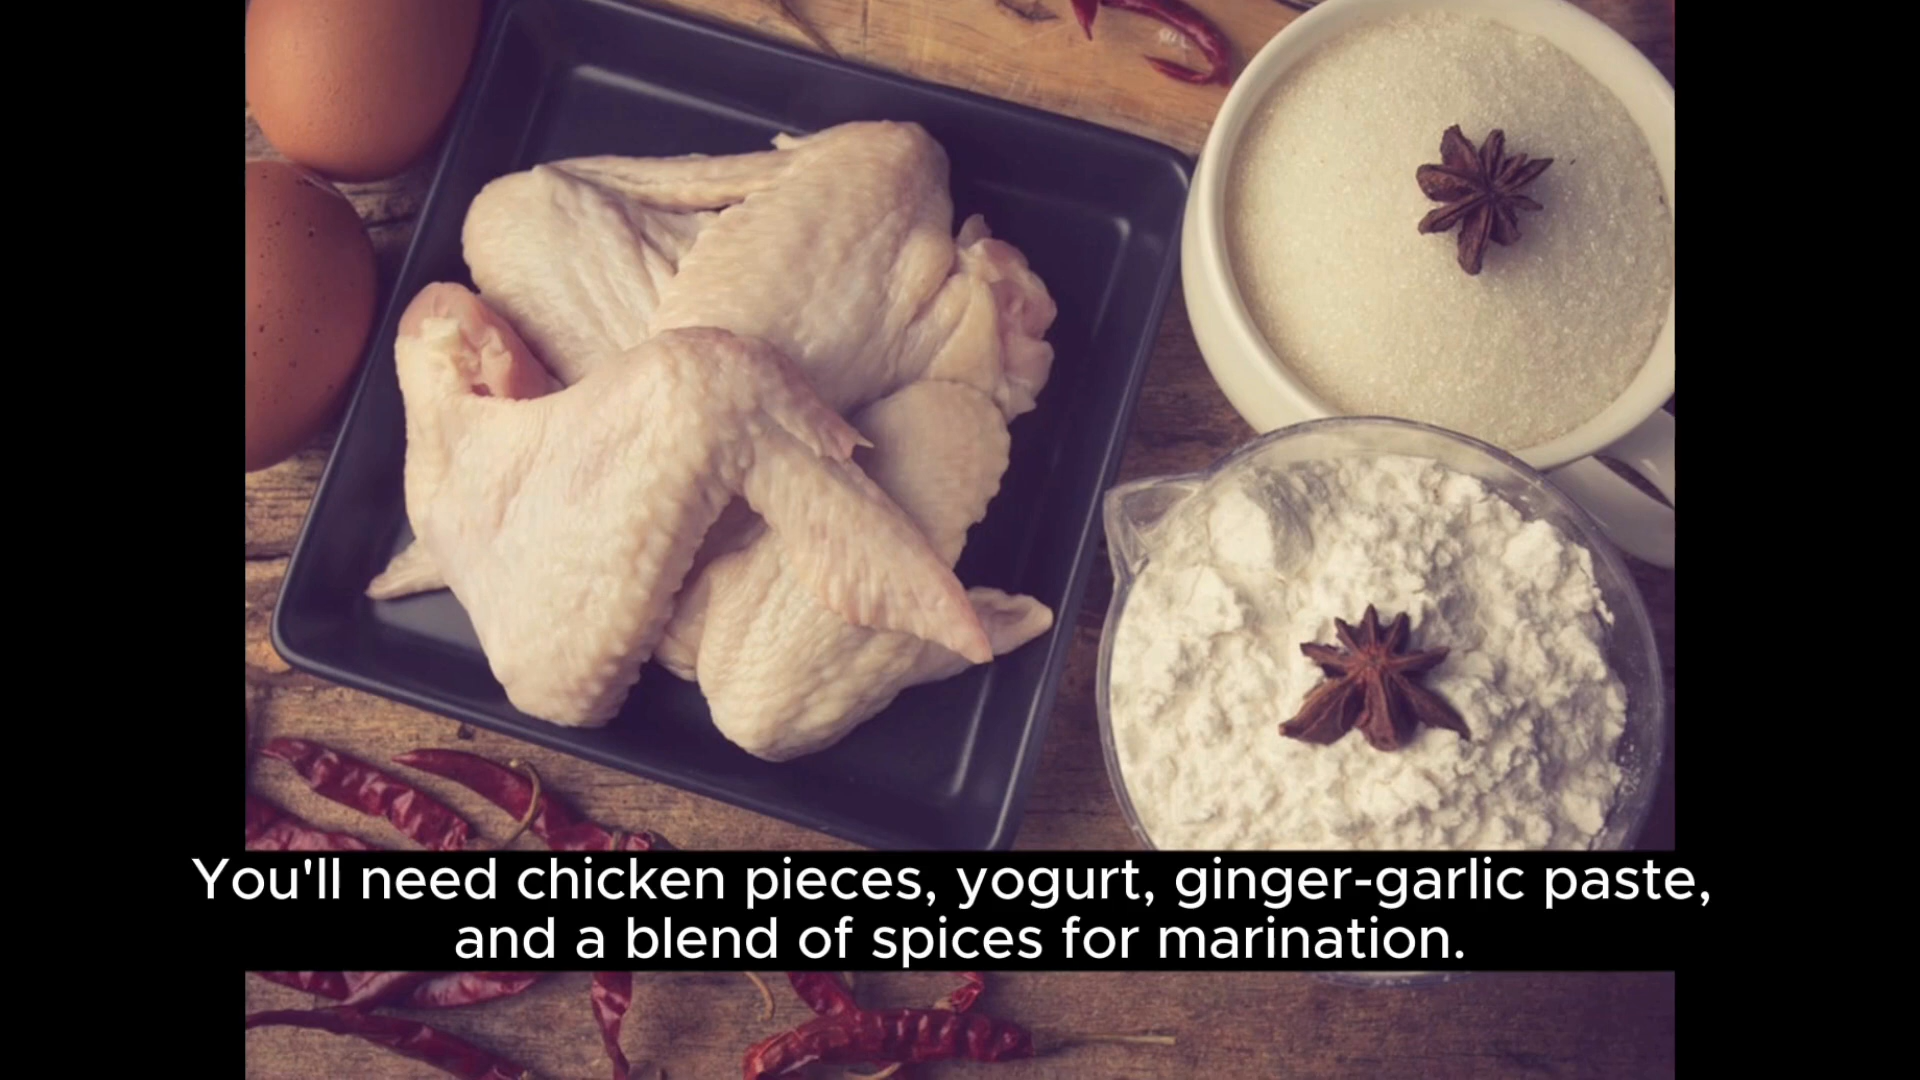 You'll need chicken pieces, yogurt, ginger-garlic paste,
and a blend of spices for marination.